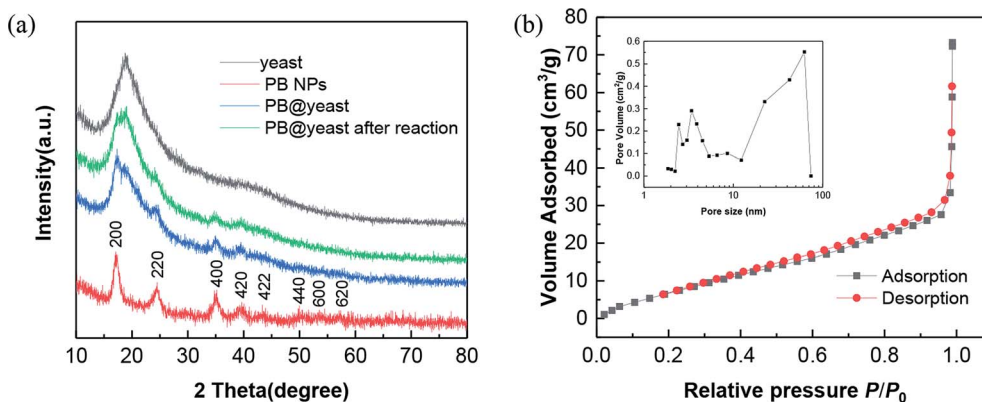 (a)
yeast
PB NPs
PB@yeast
PB@yeast after reaction
200
220
400
420
422
440
600
620
Intensity(a.u.)
10 20 30 40 50 60 70 80
2 Theta(degree)
(b)
80
70
60
50
40
30
20
10
0
Volume Adsorbed (cm³/g)
0.6
0.5
0.4
0.3
0.2
0.1
0.0
Pore Volume (cm³/g)
1 10 100
Pore size (nm)
Adsorption
Desorption
0.0 0.2 0.4 0.6 0.8 1.0
Relative pressure P/P₀